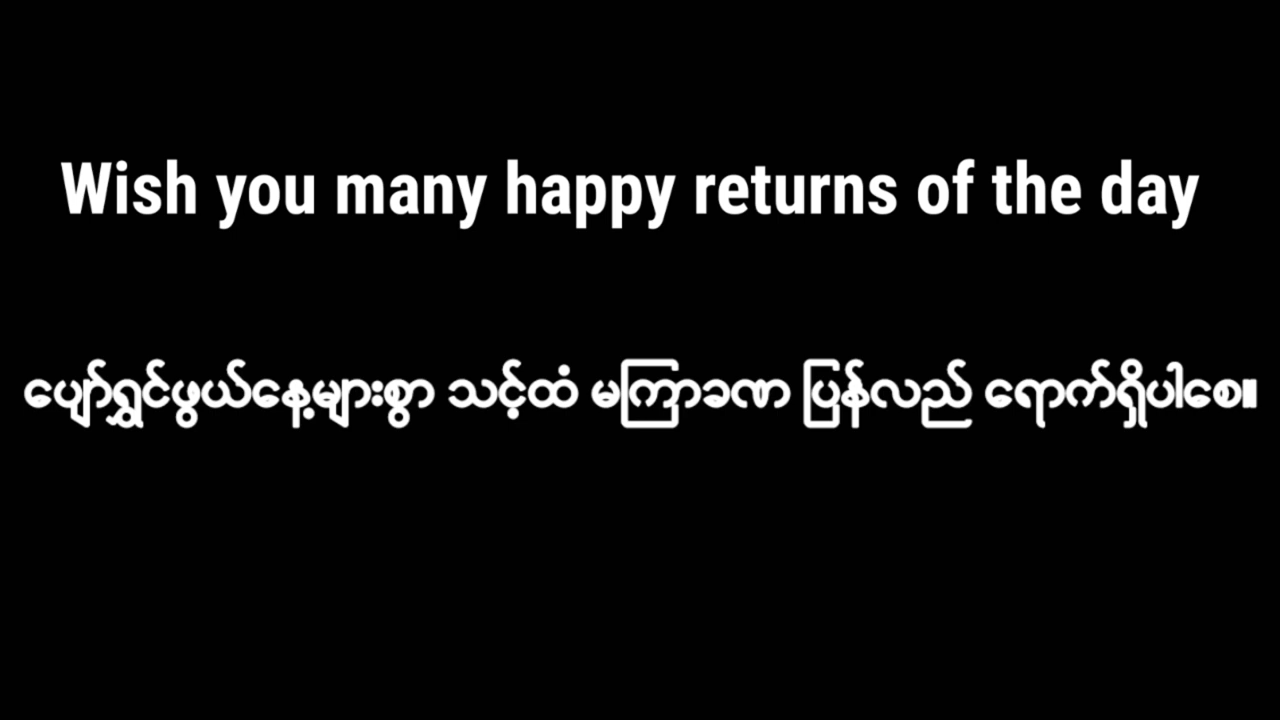 Wish you many happy returns of the day
ပျော်ရွှင်ဖွယ်နေ့များစွာ သင့်ထံ မကြာခဏ ပြန်လည် ရောက်ရှိပါစေ။